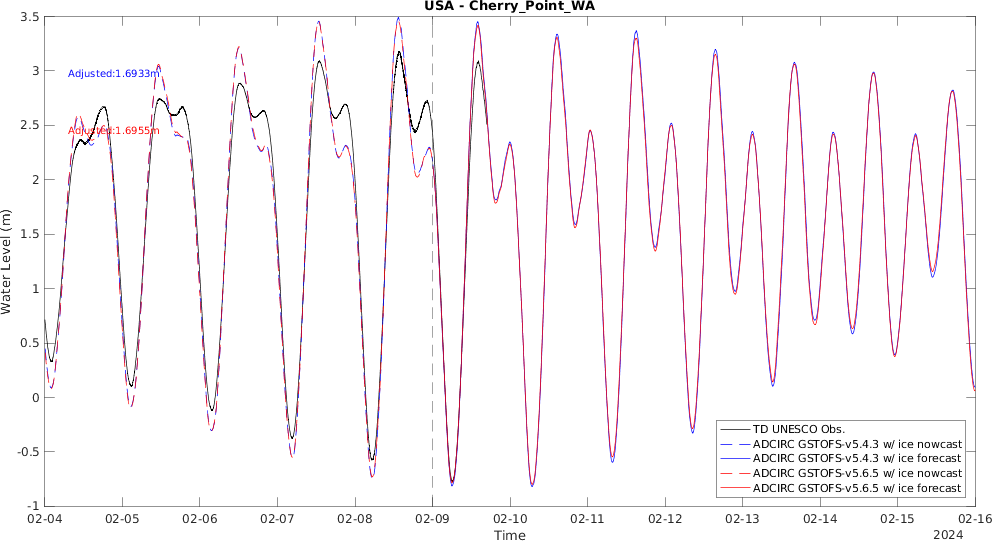 USA - Cherry_Point_WA
3.5
3
2.5
2
1.5
1
0.5
0
-0.5
-1
Water Level (m)
Adjusted:1.6933m
Adjusted:1.6955m
TD UNESCO Obs.
ADCIRC GSTOFS-v5.4.3 w/ ice nowcast
ADCIRC GSTOFS-v5.4.3 w/ ice forecast
ADCIRC GSTOFS-v5.6.5 w/ ice nowcast
ADCIRC GSTOFS-v5.6.5 w/ ice forecast
02-04 02-05 02-06 02-07 02-08 02-09 02-10 02-11 02-12 02-13 02-14 02-15 02-16
Time
2024